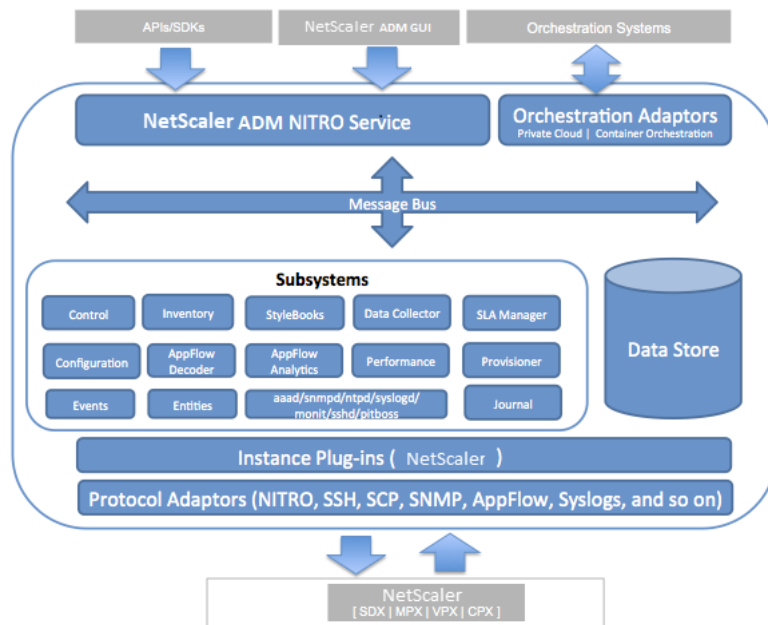 APIs/SDKs
NetScaler ADM GUI
Orchestration Systems
NetScaler ADM NITRO Service
Orchestration Adaptors
Private Cloud | Container Orchestration
Message Bus
Subsystems
Control
Inventory
StyleBooks
Data Collector
SLA Manager
Configuration
AppFlow
Decoder
AppFlow
Analytics
Performance
Provisioner
Events
Entities
aaad/snmpd/ntpd/syslogd/
monit/sshd/pitboss
Journal
Data Store
Instance Plug-ins ( NetScaler )
Protocol Adaptors (NITRO, SSH, SCP, SNMP, AppFlow, Syslogs, and so on)
NetScaler
[ SDX | MPX | VPX | CPX ]